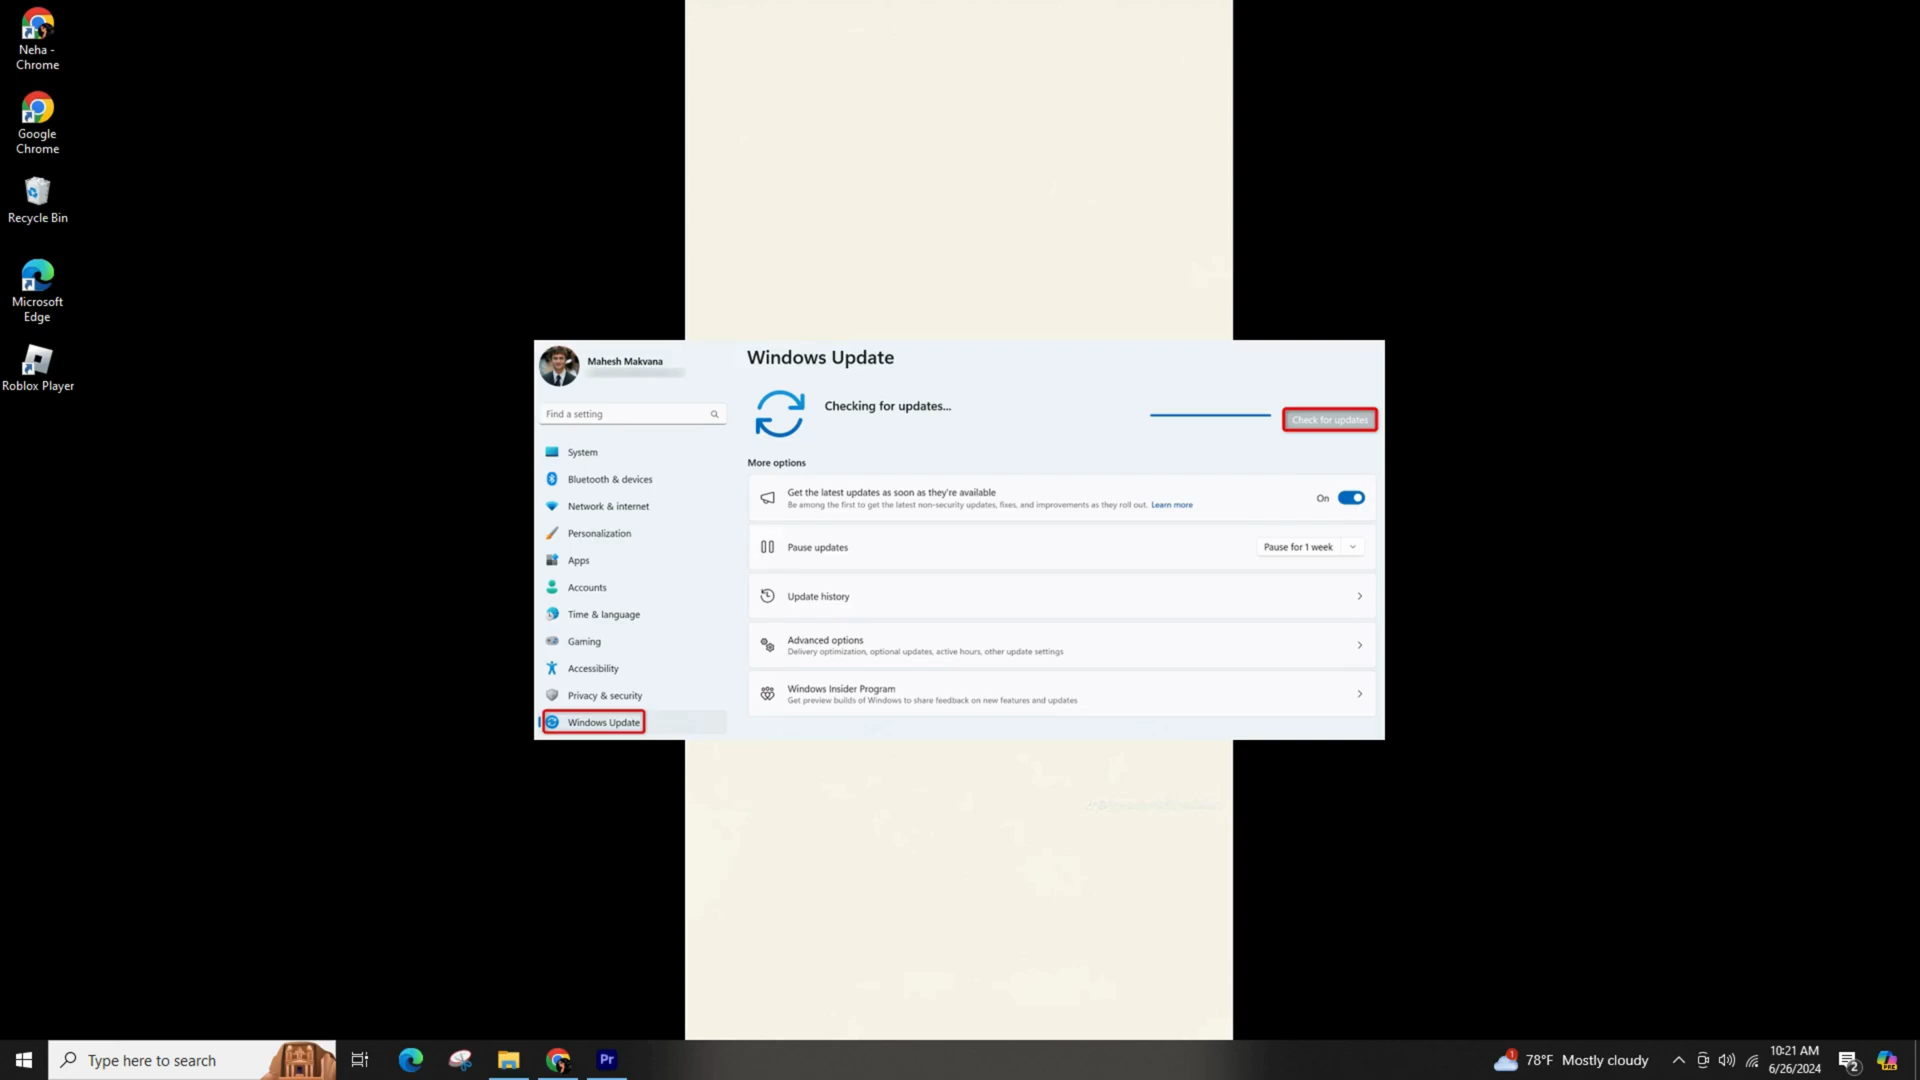 Neha -
Chrome
Google
Chrome
Recycle Bin
Microsoft
Edge
Roblox Player
Mahesh Makvana
Find a setting
System
Bluetooth & devices
Network & internet
Personalization
Apps
Accounts
Time & language
Gaming
Accessibility
Privacy & security
Windows Update
Windows Update
Checking for updates...
Check for updates
More options
Get the latest updates as soon as they're available
Be among the first to get the latest non-security updates, fixes, and improvements as they roll out. Learn more
On
Pause updates
Pause for 1 week
Update history
Advanced options
Delivery optimization, optional updates, active hours, other update settings
Windows Insider Program
Get preview builds of Windows to share feedback on new features and updates
Type here to search
Pr
1
78°F Mostly cloudy
10:21 AM
6/26/2024
2
PRE